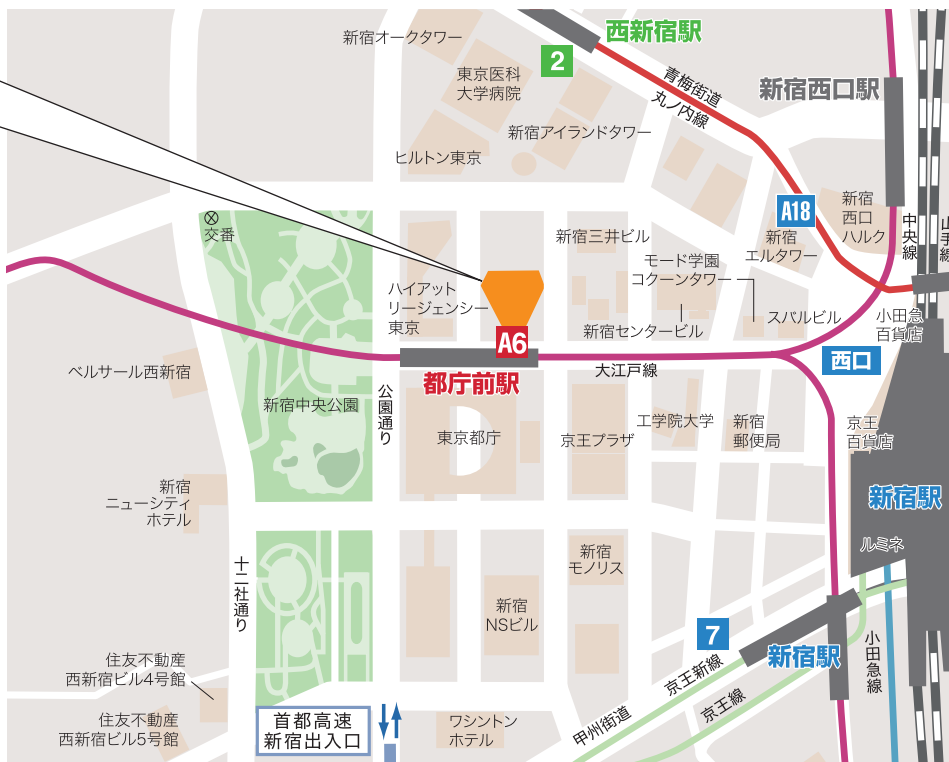 西新宿駅
新宿オークタワー
2
東京医科
大学病院
青梅街道
丸ノ内線
新宿西口駅
新宿アイランドタワー
ヒルトン東京
A18
新宿
西口
ハルク
中央線
山手線
交番
新宿三井ビル
新宿
エルタワー
モード学園
コクーンタワー
ハイアット
リージェンシー
東京
新宿センタービル
スバルビル
小田急
百貨店
A6
都庁前駅
大江戸線
西口
ベルサール西新宿
新宿中央公園
公園通り
東京都庁
京王プラザ
工学院大学
新宿
郵便局
京王
百貨店
新宿
ニューシティ
ホテル
新宿駅
ルミネ
十二社通り
新宿
モノリス
新宿
NSビル
7
新宿駅
小田急線
京王新線
京王線
甲州街道
住友不動産
西新宿ビル4号館
住友不動産
西新宿ビル5号館
首都高速
新宿出入口
ワシントン
ホテル